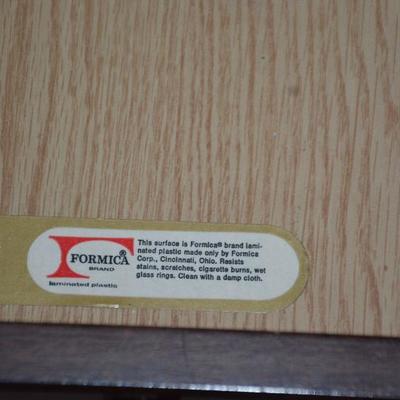 FORMICA®
BRAND
laminated plastic
This surface is Formica® brand lami-
nated plastic made only by Formica
Corp., Cincinnati, Ohio. Resists
stains, scratches, cigarette burns, wet
glass rings. Clean with a damp cloth.